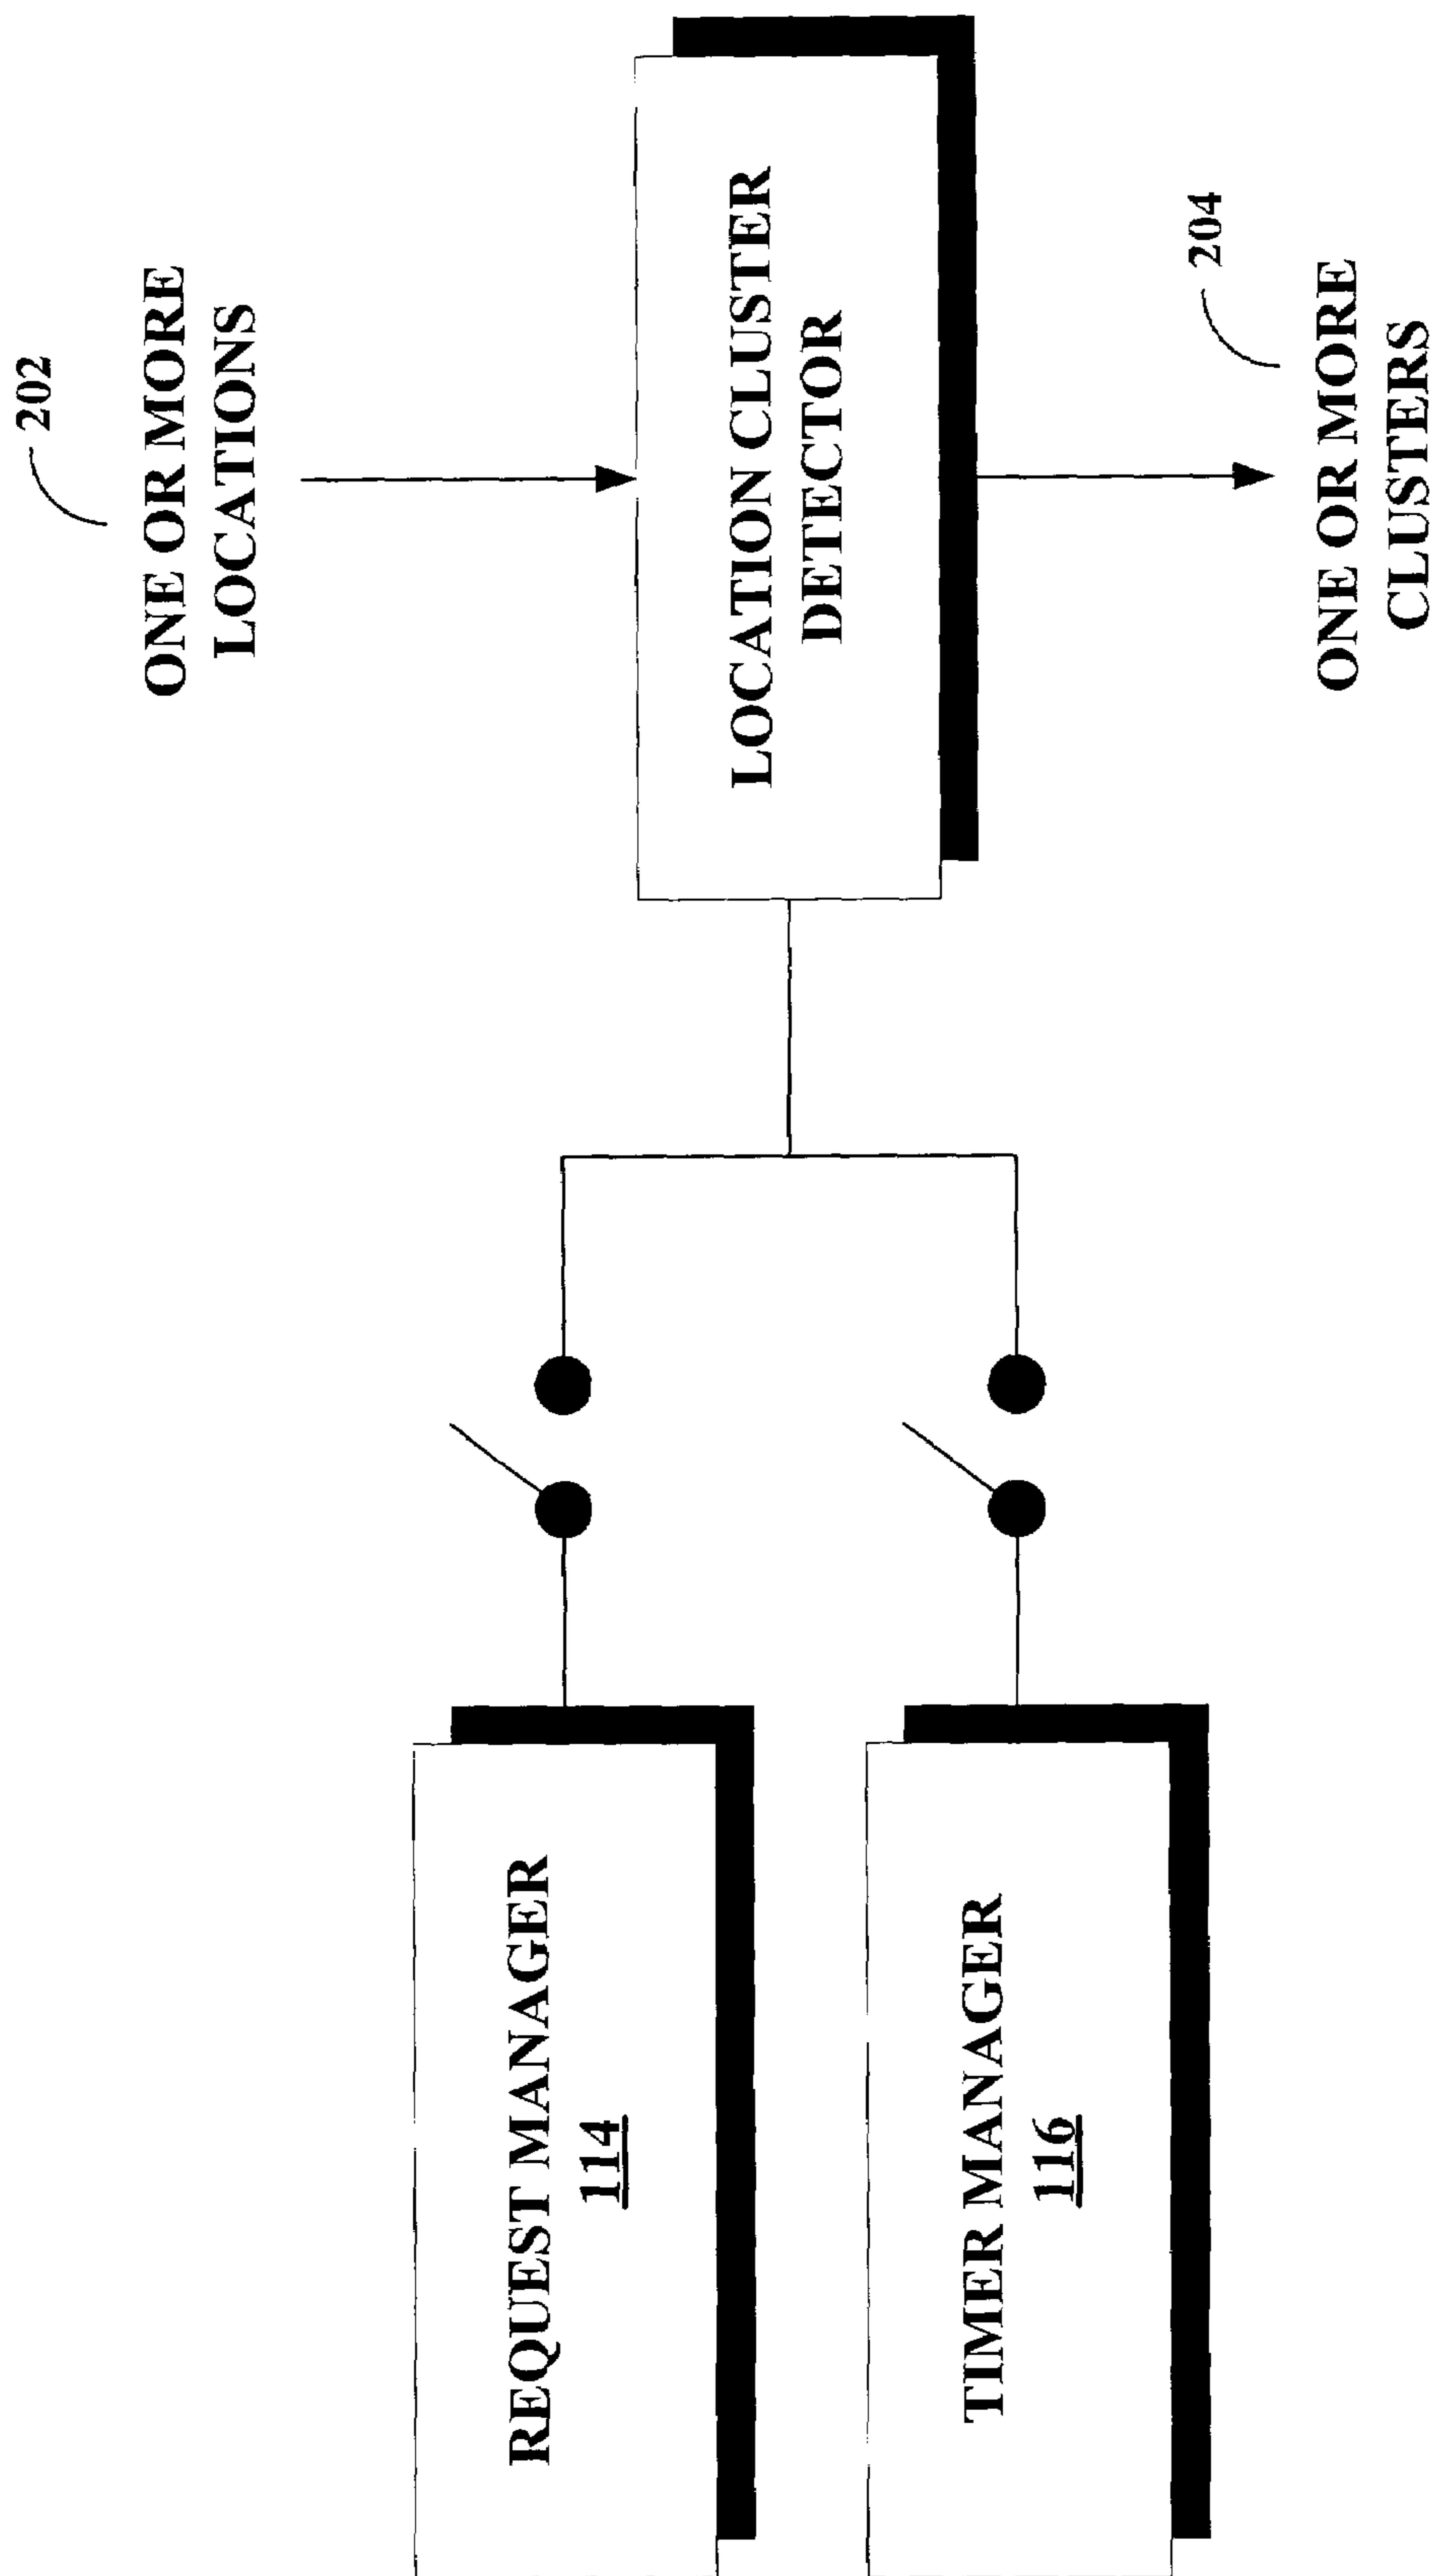 202
ONE OR MORE
LOCATIONS
REQUEST MANAGER
114
LOCATION CLUSTER
DETECTOR
TIMER MANAGER
116
204
ONE OR MORE
CLUSTERS